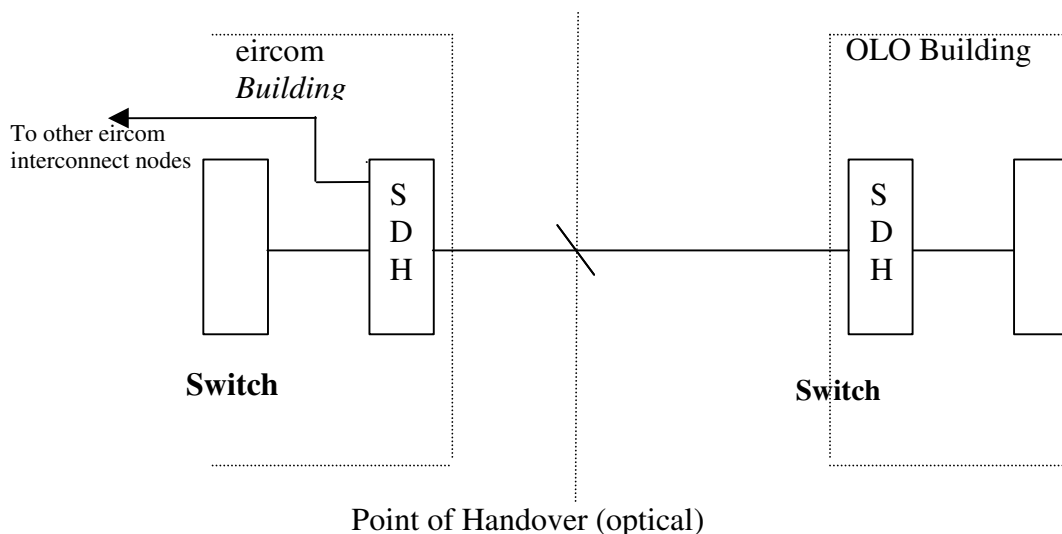 eircom
Building
OLO Building
To other eircom
interconnect nodes
S
D
H
S
D
H
Switch
Switch
Point of Handover (optical)